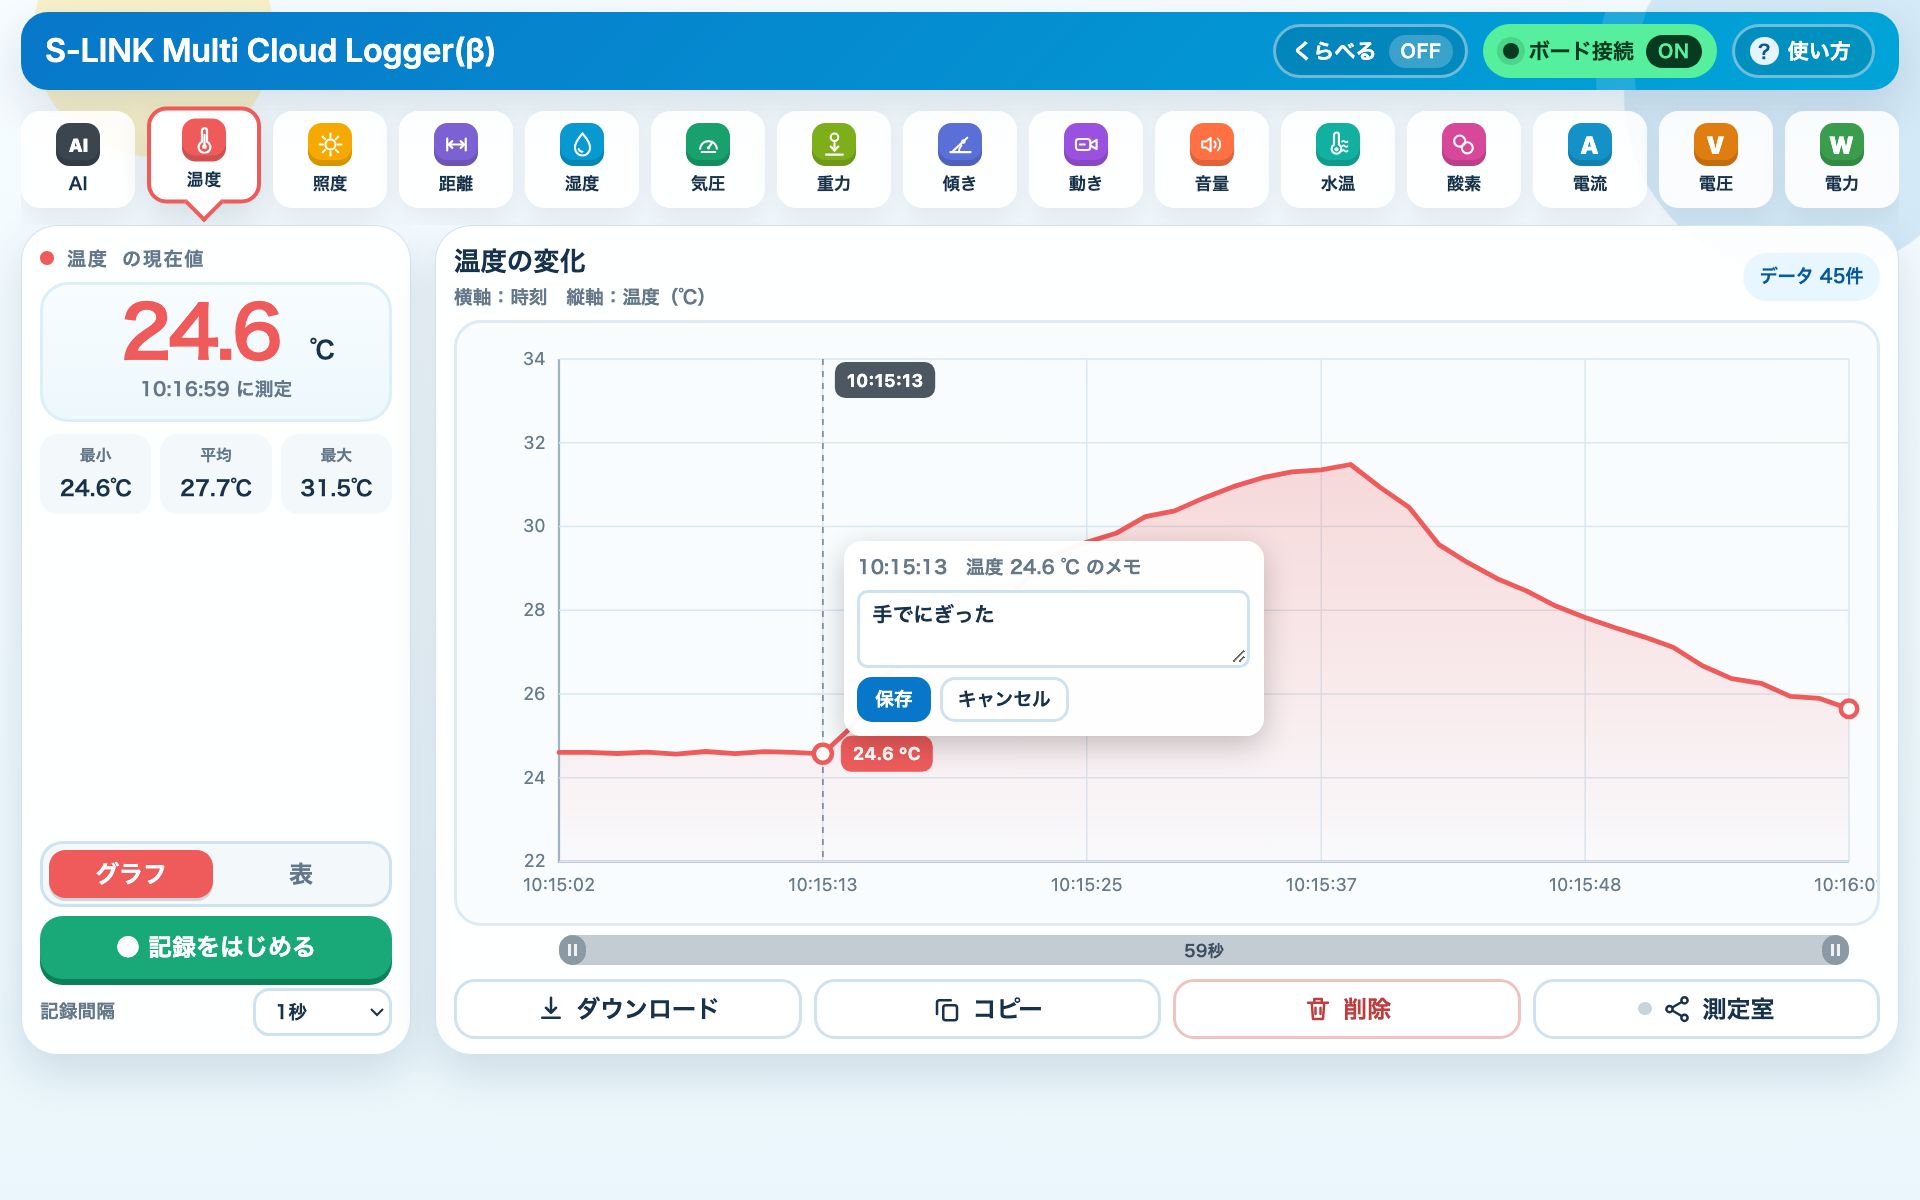 S-LINK Multi Cloud Logger(β)
くらべる OFF
ボード接続 ON
? 使い方
AI
AI
温度
照度
距離
湿度
気圧
重力
傾き
動き
音量
水温
酸素
A
電流
V
電圧
W
電力
温度 の現在値
24.6 ℃
10:16:59 に測定
最小
24.6℃
平均
27.7℃
最大
31.5℃
グラフ
表
記録をはじめる
記録間隔
1秒
温度の変化
横軸：時刻 縦軸：温度（℃）
データ 45件
34
32
30
28
26
24
22
10:15:13
10:15:13 温度 24.6 ℃ のメモ
手でにぎった
保存
キャンセル
24.6 °C
10:15:02
10:15:13
10:15:25
10:15:37
10:15:48
10:16:0
59秒
ダウンロード
コピー
削除
測定室